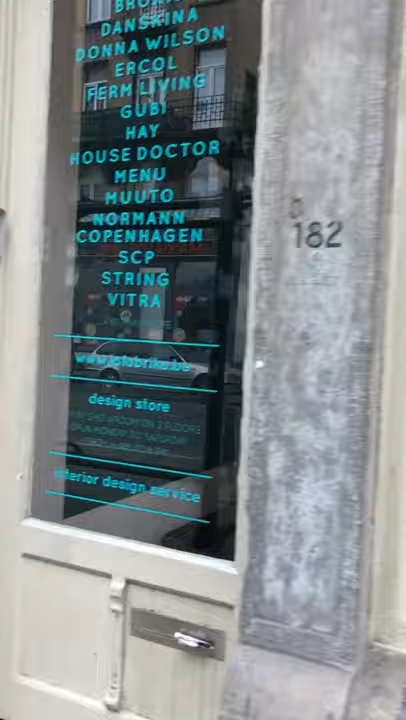 DANSKINA
DONNA WILSON
ERCOL
FERM LIVING
GUBI
HAY
HOUSE DOCTOR
MENU
MUUTO
NORMANN
COPENHAGEN
SCP
STRING
VITRA
design store
interior design service
182